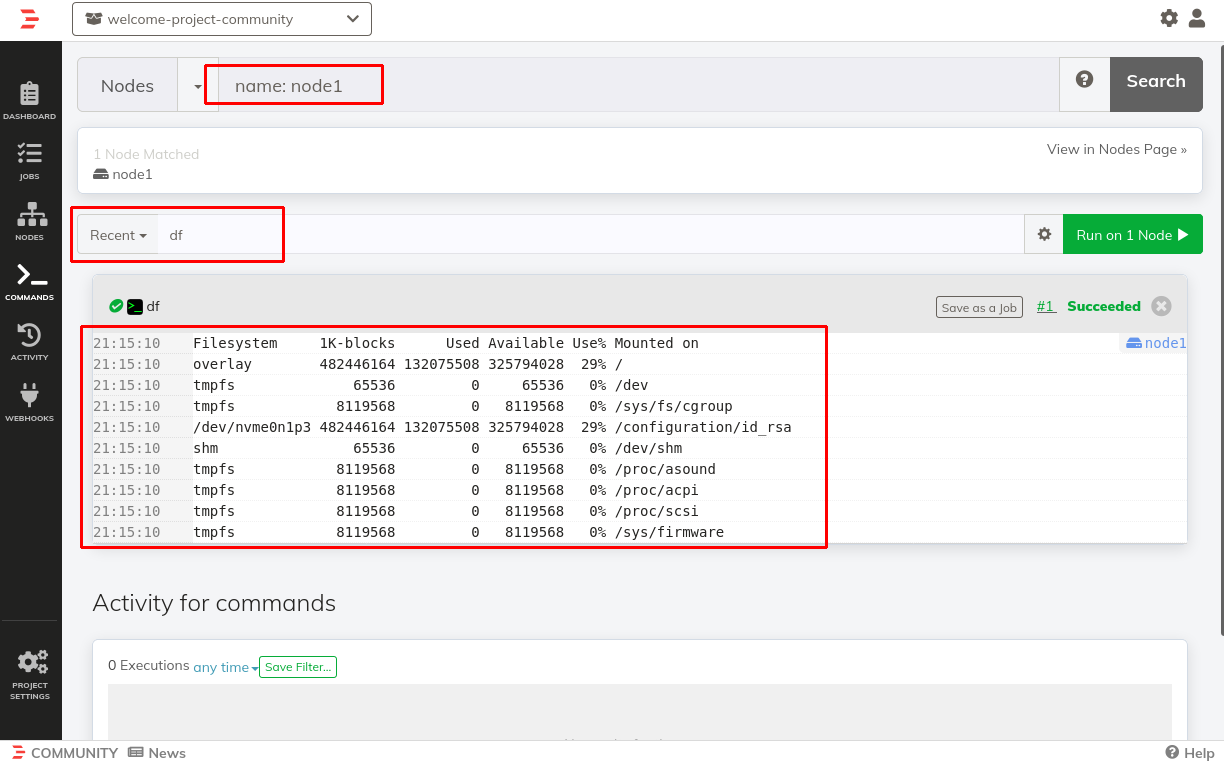 welcome-project-community
DASHBOARD
JOBS
NODES
COMMANDS
ACTIVITY
WEBHOOKS
PROJECT
SETTINGS
Nodes name: node1 Search
1 Node Matched View in Nodes Page »
node1
Recent df Run on 1 Node
df Save as a Job #1 Succeeded
21:15:10 Filesystem 1K-blocks Used Available Use% Mounted on node1
21:15:10 overlay 482446164 132075508 325794028 29% /
21:15:10 tmpfs 65536 0 65536 0% /dev
21:15:10 tmpfs 8119568 0 8119568 0% /sys/fs/cgroup
21:15:10 /dev/nvme0n1p3 482446164 132075508 325794028 29% /configuration/id_rsa
21:15:10 shm 65536 0 65536 0% /dev/shm
21:15:10 tmpfs 8119568 0 8119568 0% /proc/asound
21:15:10 tmpfs 8119568 0 8119568 0% /proc/acpi
21:15:10 tmpfs 8119568 0 8119568 0% /proc/scsi
21:15:10 tmpfs 8119568 0 8119568 0% /sys/firmware
Activity for commands
0 Executions any time Save Filter...
COMMUNITY News Help